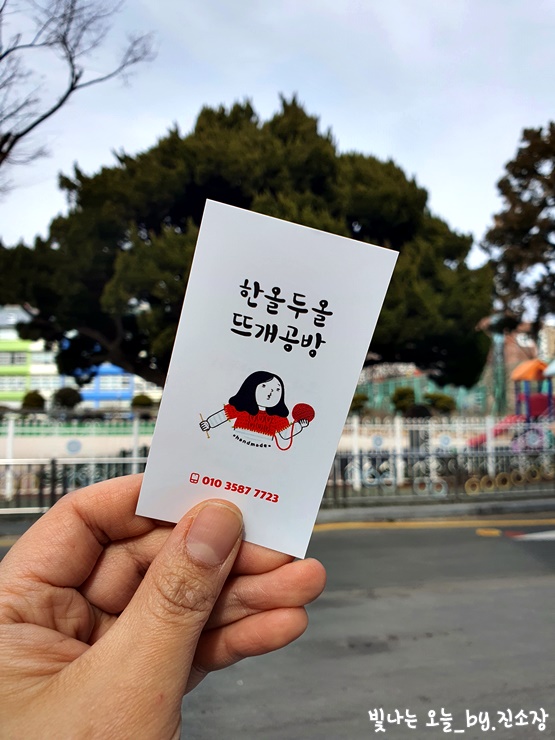 한올두올
뜨개공방
•handmade•
010 3587 7723
빛나는 오늘_by.진소장